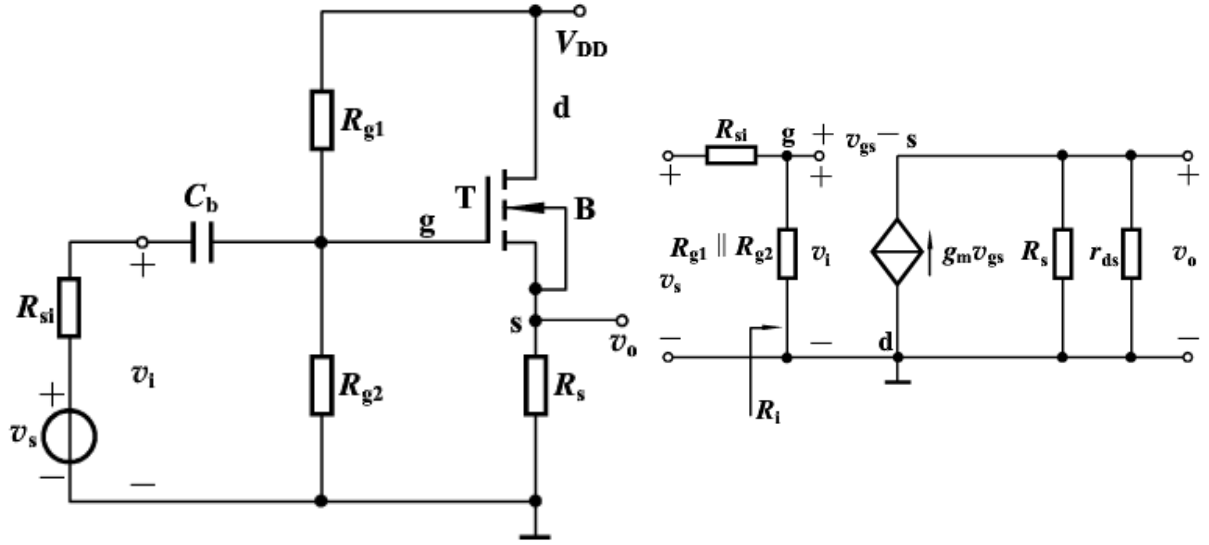 V_DD
R_g1
d
T
B
C_b
g
+
R_si
s
v_o
v_i
R_g2
R_s
+
v_s
−
−
R_si
g
+
v_gs
−
s
+
+
+
R_g1 || R_g2
v_i
g_m v_gs
R_s
r_ds
v_o
v_s
−
−
d
−
R_i